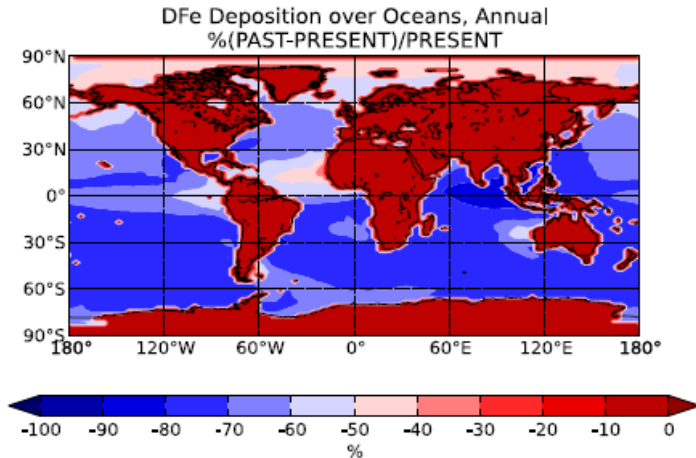 DFe Deposition over Oceans, Annual
%(PAST-PRESENT)/PRESENT
90°N
60°N
30°N
0°
30°S
60°S
90°S
180° 120°W 60°W 0° 60°E 120°E 180°
-100 -90 -80 -70 -60 -50 -40 -30 -20 -10 0
%